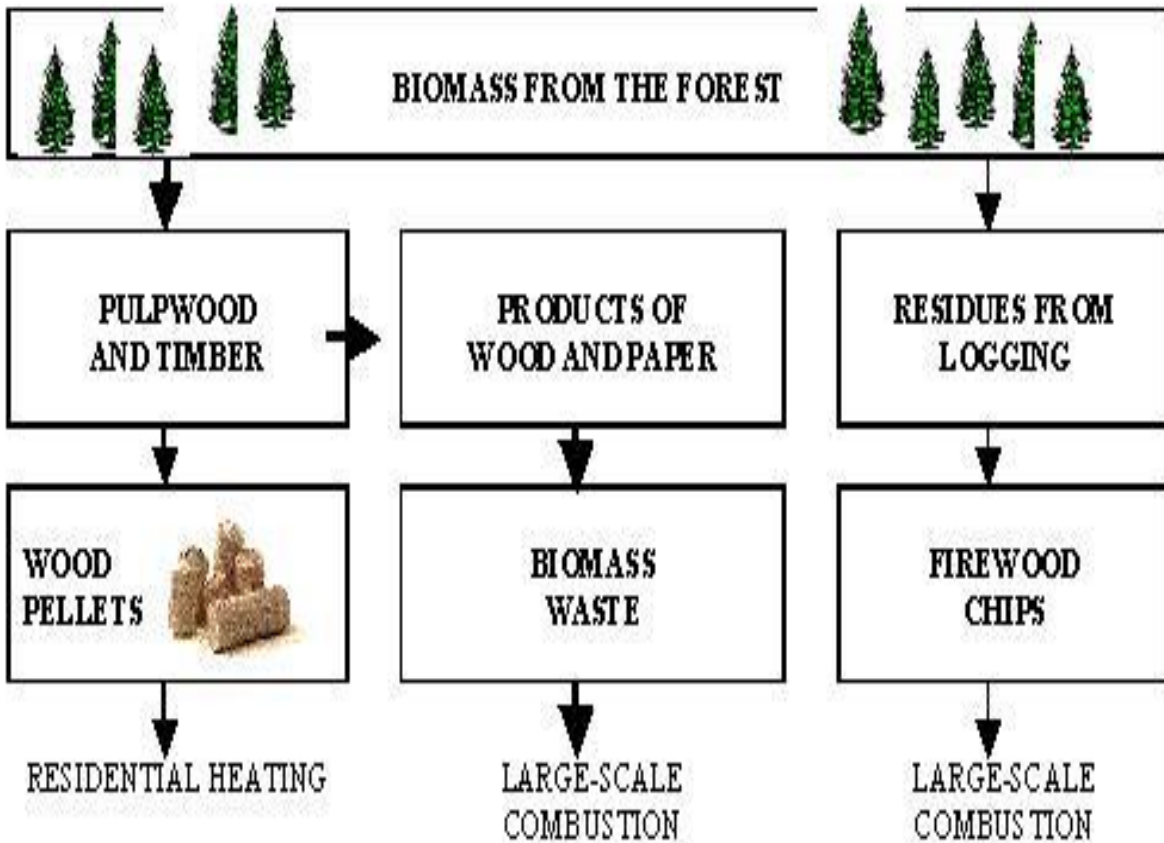 BIOMASS FROM THE FOREST
PULPWOOD
AND TIMBER
PRODUCTS OF
WOOD AND PAPER
RESIDUES FROM
LOGGING
WOOD
PELLETS
BIOMASS
WASTE
FIREWOOD
CHIPS
RESIDENTIAL HEATING
LARGE-SCALE
COMBUSTION
LARGE-SCALE
COMBUSTION